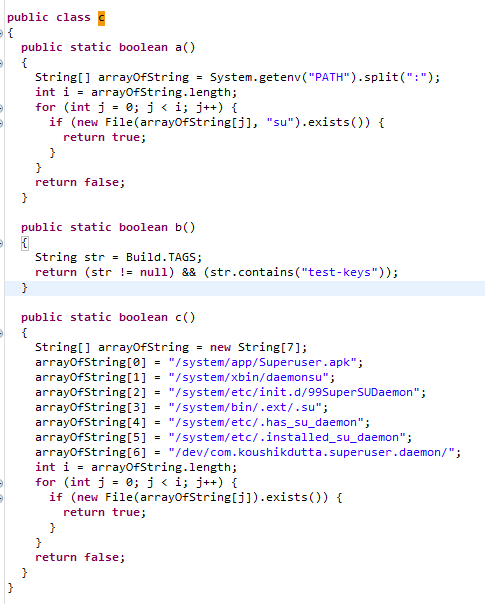 public class c
{
  public static boolean a()
  {
    String[] arrayOfString = System.getenv("PATH").split(":");
    int i = arrayOfString.length;
    for (int j = 0; j < i; j++) {
      if (new File(arrayOfString[j], "su").exists()) {
        return true;
      }
    }
    return false;
  }

  public static boolean b()
  {
    String str = Build.TAGS;
    return (str != null) && (str.contains("test-keys"));
  }

  public static boolean c()
  {
    String[] arrayOfString = new String[7];
    arrayOfString[0] = "/system/app/Superuser.apk";
    arrayOfString[1] = "/system/xbin/daemonsu";
    arrayOfString[2] = "/system/etc/init.d/99SuperSUDaemon";
    arrayOfString[3] = "/system/bin/.ext/.su";
    arrayOfString[4] = "/system/etc/.has_su_daemon";
    arrayOfString[5] = "/system/etc/.installed_su_daemon";
    arrayOfString[6] = "/dev/com.koushikdutta.superuser.daemon/";
    int i = arrayOfString.length;
    for (int j = 0; j < i; j++) {
      if (new File(arrayOfString[j]).exists()) {
        return true;
      }
    }
    return false;
  }
}